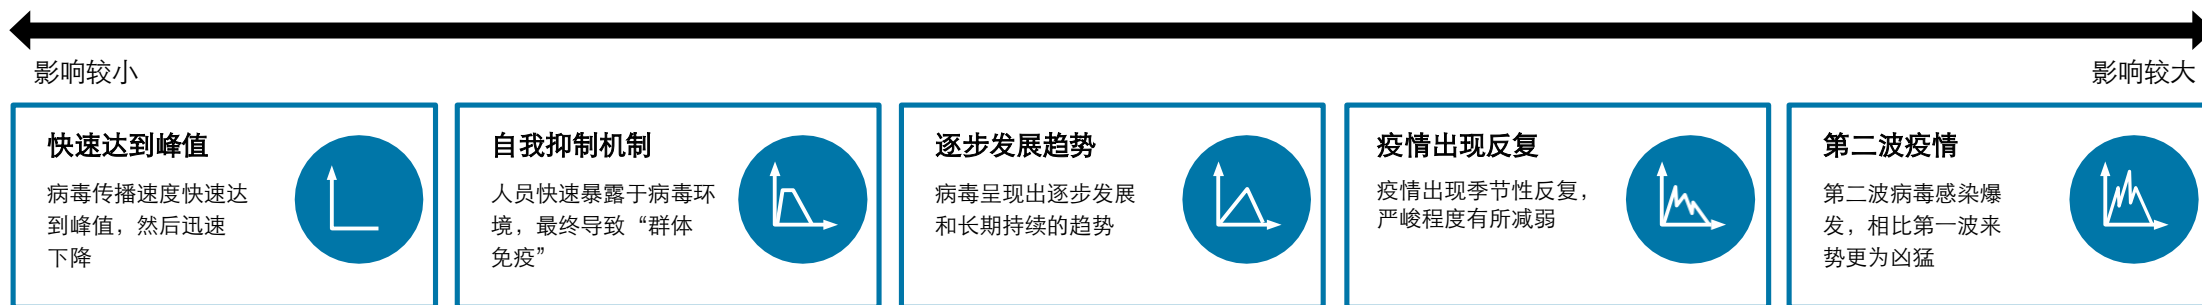 影响较小
影响较大
快速达到峰值
病毒传播速度快速达
到峰值，然后迅速
下降
自我抑制机制
人员快速暴露于病毒环
境，最终导致“群体
免疫”
逐步发展趋势
病毒呈现出逐步发展
和长期持续的趋势
疫情出现反复
疫情出现季节性反复，
严峻程度有所减弱
第二波疫情
第二波病毒感染爆
发，相比第一波来
势更为凶猛